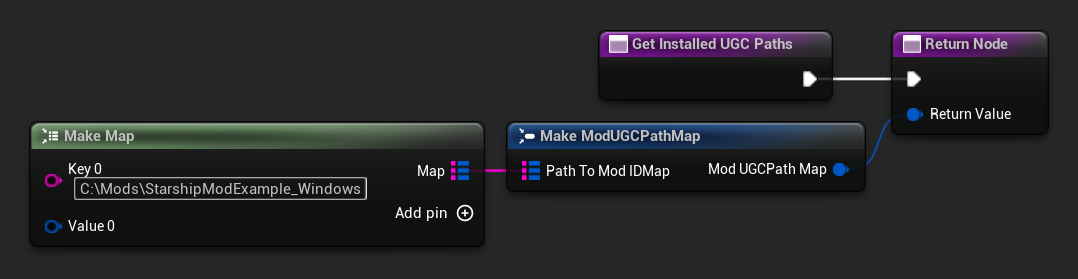 Get Installed UGC Paths
Return Node
Return Value
Make Map
Key 0
C:\Mods\StarshipModExample_Windows
Value 0
Map
Add pin
Make ModUGCPathMap
Path To Mod IDMap
Mod UGCPath Map